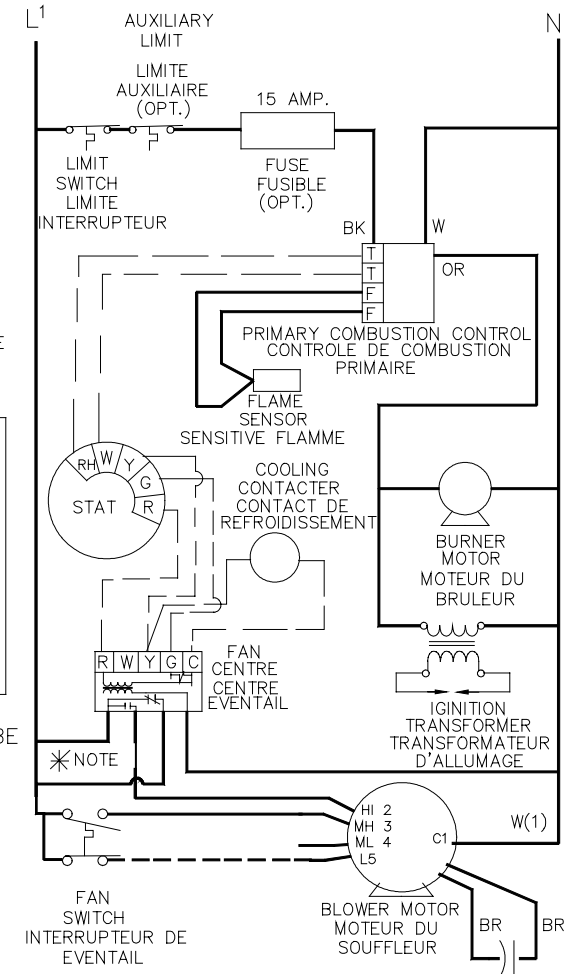 L1
N
AUXILIARY
LIMIT
LIMITE
AUXILIAIRE
(OPT.)
15 AMP.
LIMIT
SWITCH
LIMITE
INTERRUPTEUR
FUSE
FUSIBLE
(OPT.)
BK
W
T
T
F
F
OR
PRIMARY COMBUSTION CONTROL
CONTROLE DE COMBUSTION
PRIMAIRE
E
FLAME
SENSOR
SENSITIVE FLAMME
RH W Y G R
STAT
COOLING
CONTACTER
CONTACT DE
REFROIDISSEMENT
BURNER
MOTOR
MOTEUR DU
BRULEUR
R W Y G C
FAN
CENTRE
CENTRE
EVENTAIL
IGNITION
TRANSFORMER
TRANSFORMATEUR
D'ALLUMAGE
BE
NOTE
HI 2
MH 3
ML 4
L5
C1
W(1)
FAN
SWITCH
INTERRUPTEUR DE
EVENTAIL
BLOWER MOTOR
MOTEUR DU
SOUFFLEUR
BR
BR